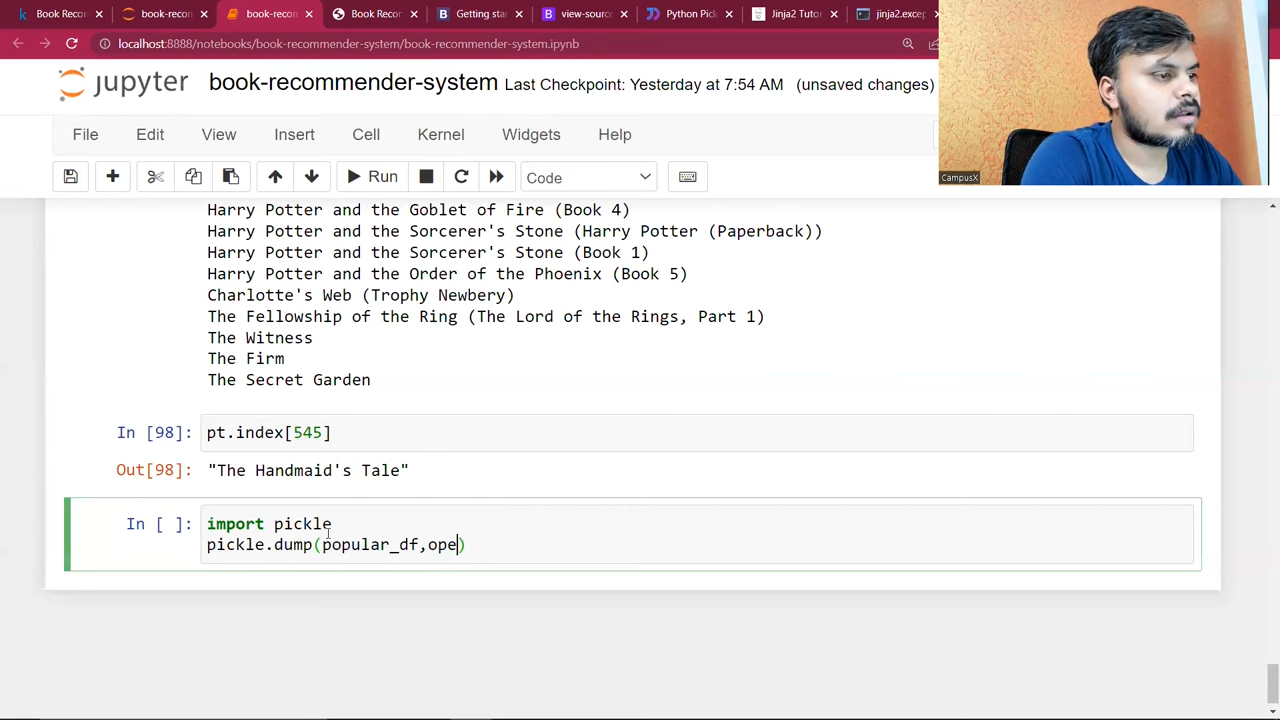 Book Recon
book-recon
book-recon
Book Recon
Getting star
view-source
Python Pick
Jinja2 Tutor
jinja2.excep
localhost:8888/notebooks/book-recommender-system/book-recommender-system.ipynb
jupyter book-recommender-system Last Checkpoint: Yesterday at 7:54 AM (unsaved changes)
File Edit View Insert Cell Kernel Widgets Help
Run Code
CampusX
Harry Potter and the Goblet of Fire (Book 4)
Harry Potter and the Sorcerer's Stone (Harry Potter (Paperback))
Harry Potter and the Sorcerer's Stone (Book 1)
Harry Potter and the Order of the Phoenix (Book 5)
Charlotte's Web (Trophy Newbery)
The Fellowship of the Ring (The Lord of the Rings, Part 1)
The Witness
The Firm
The Secret Garden
In [98]: pt.index[545]
Out[98]: "The Handmaid's Tale"
In [ ]: import pickle
pickle.dump(popular_df,ope)